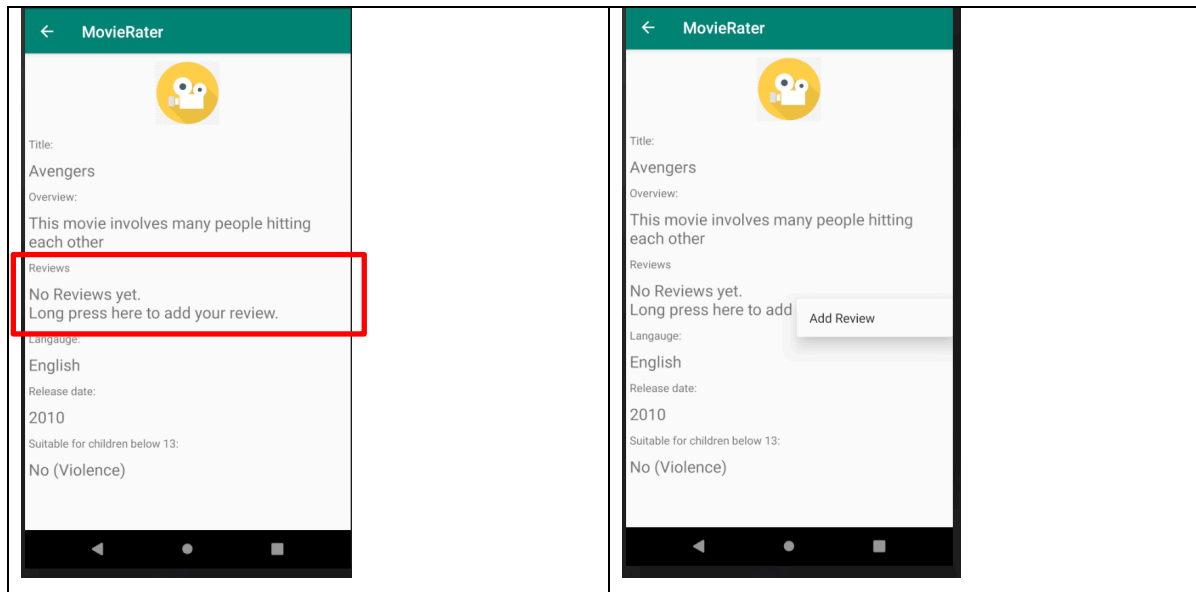 MovieRater
Title:
Avengers
Overview:
This movie involves many people hitting
each other
Reviews
No Reviews yet.
Long press here to add your review.
Langauge:
English
Release date:
2010
Suitable for children below 13:
No (Violence)
MovieRater
Title:
Avengers
Overview:
This movie involves many people hitting
each other
Reviews
No Reviews yet.
Long press here to add
Add Review
Langauge:
English
Release date:
2010
Suitable for children below 13:
No (Violence)